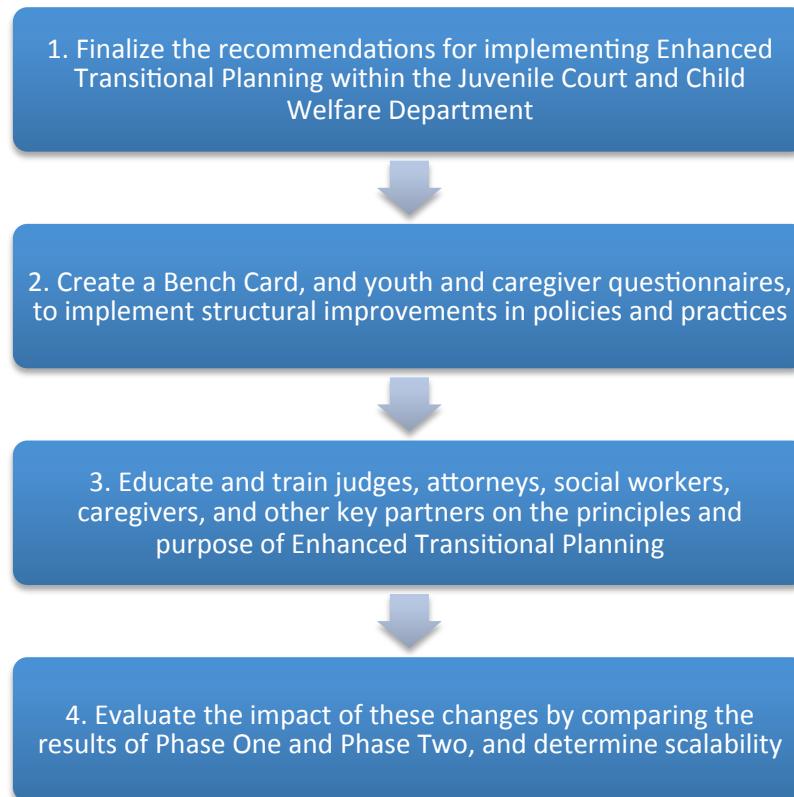 1. Finalize the recommendations for implementing Enhanced
Transitional Planning within the Juvenile Court and Child
Welfare Department
2. Create a Bench Card, and youth and caregiver questionnaires,
to implement structural improvements in policies and practices
3. Educate and train judges, attorneys, social workers,
caregivers, and other key partners on the principles and
purpose of Enhanced Transitional Planning
4. Evaluate the impact of these changes by comparing the
results of Phase One and Phase Two, and determine scalability